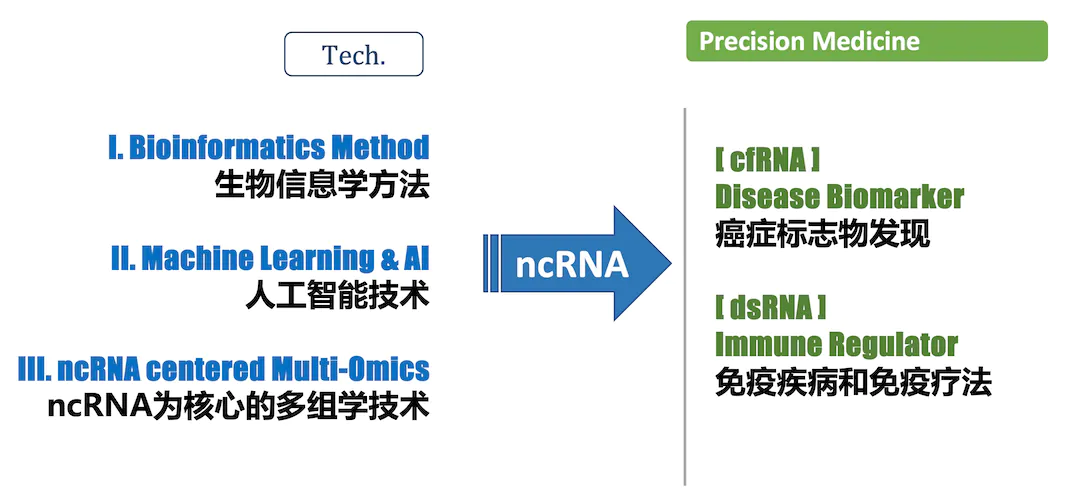 Tech.
I. Bioinformatics Method
生物信息学方法
II. Machine Learning & AI
人工智能技术
III. ncRNA centered Multi-Omics
ncRNA为核心的多组学技术
ncRNA
Precision Medicine
[ cfRNA ]
Disease Biomarker
癌症标志物发现
[ dsRNA ]
Immune Regulator
免疫疾病和免疫疗法